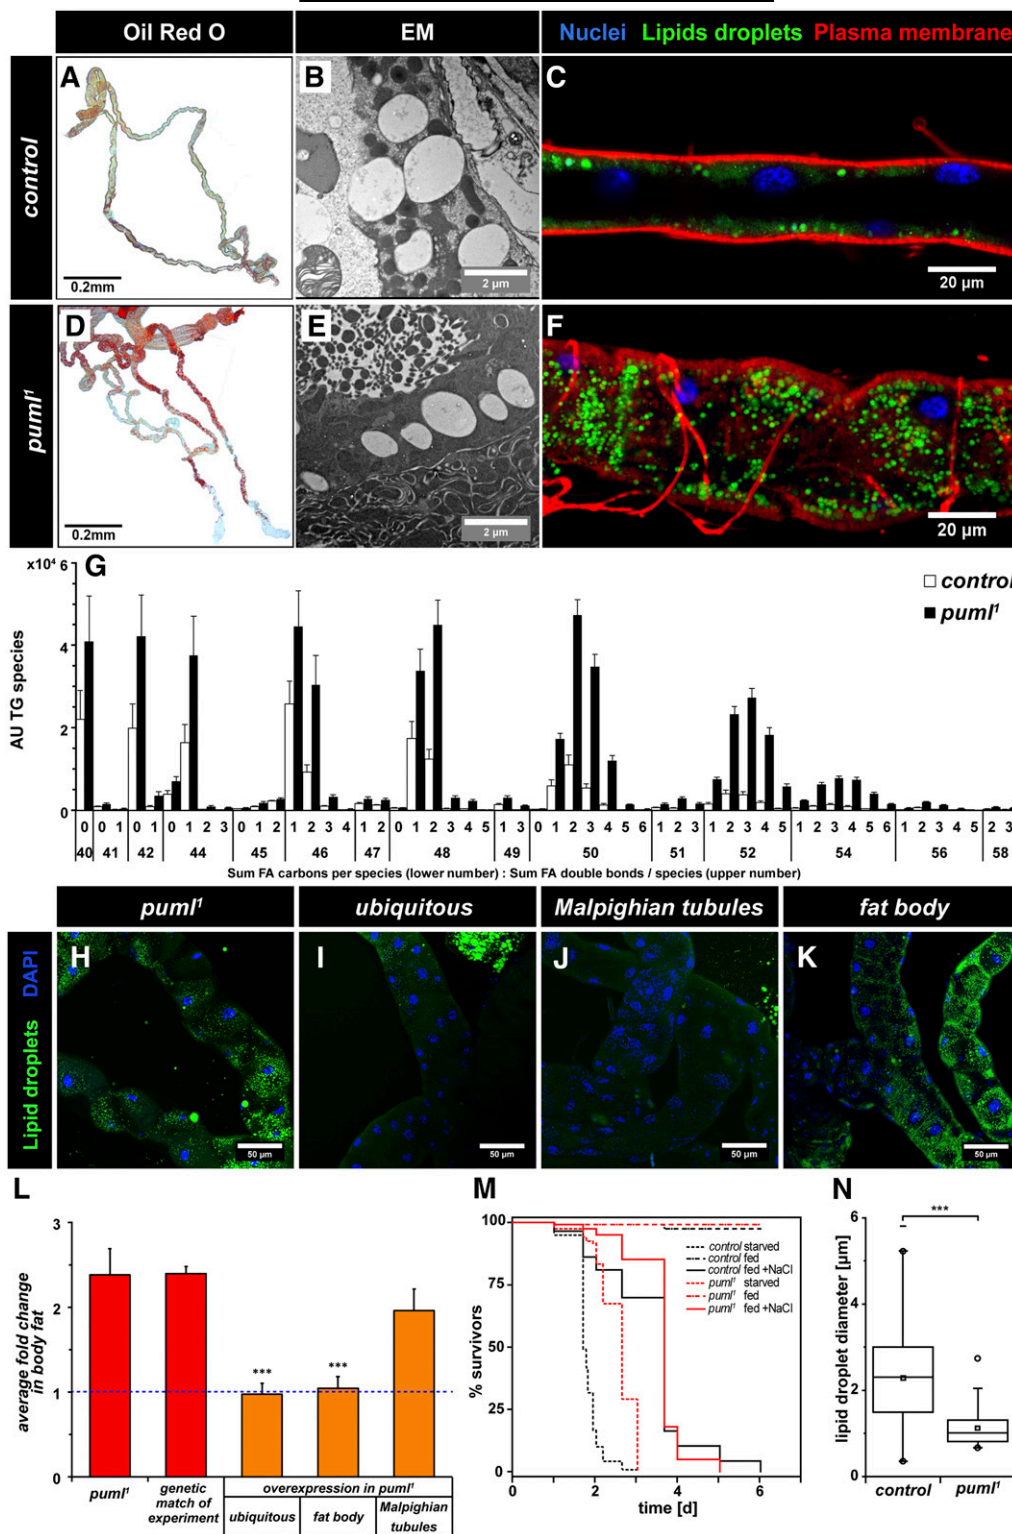 Oil Red O EM Nuclei Lipids droplets Plasma membrane
control
A B C
0.2mm 2 µm 20 µm
puml¹
D E F
0.2mm 2 µm 20 µm
G
x10⁴ 6
4
2
0
AU TG species
control
puml¹
0 0 1 0 1 0 1 2 3 0 1 2 1 2 3 4 0 1 2 0 1 2 3 4 5 1 3 0 1 2 3 4 5 6 1 2 3 5 1 2 3 4 5 1 2 3 4 5 6 1 2 3 4 5 2 3
40 41 42 44 45 46 47 48 49 50 51 52 54 56 58
Sum FA carbons per species (lower number) : Sum FA double bonds / species (upper number)
puml¹ ubiquitous Malpighian tubules fat body
Lipid droplets DAPI
H I J K
50 µm 50 µm 50 µm 50 µm
L
average fold change
in body fat
3
2
1
0
*** ***
puml¹
genetic
match of
experiment
overexpression in puml¹
ubiquitous fat body Malpighian
tubules
M
% survivors
100
75
50
25
0
control starved
control fed
control fed +NaCl
puml¹ starved
puml¹ fed
puml¹ fed +NaCl
0 2 4 6
time [d]
N
lipid droplet diameter [µm]
6
4
2
0
***
control puml¹